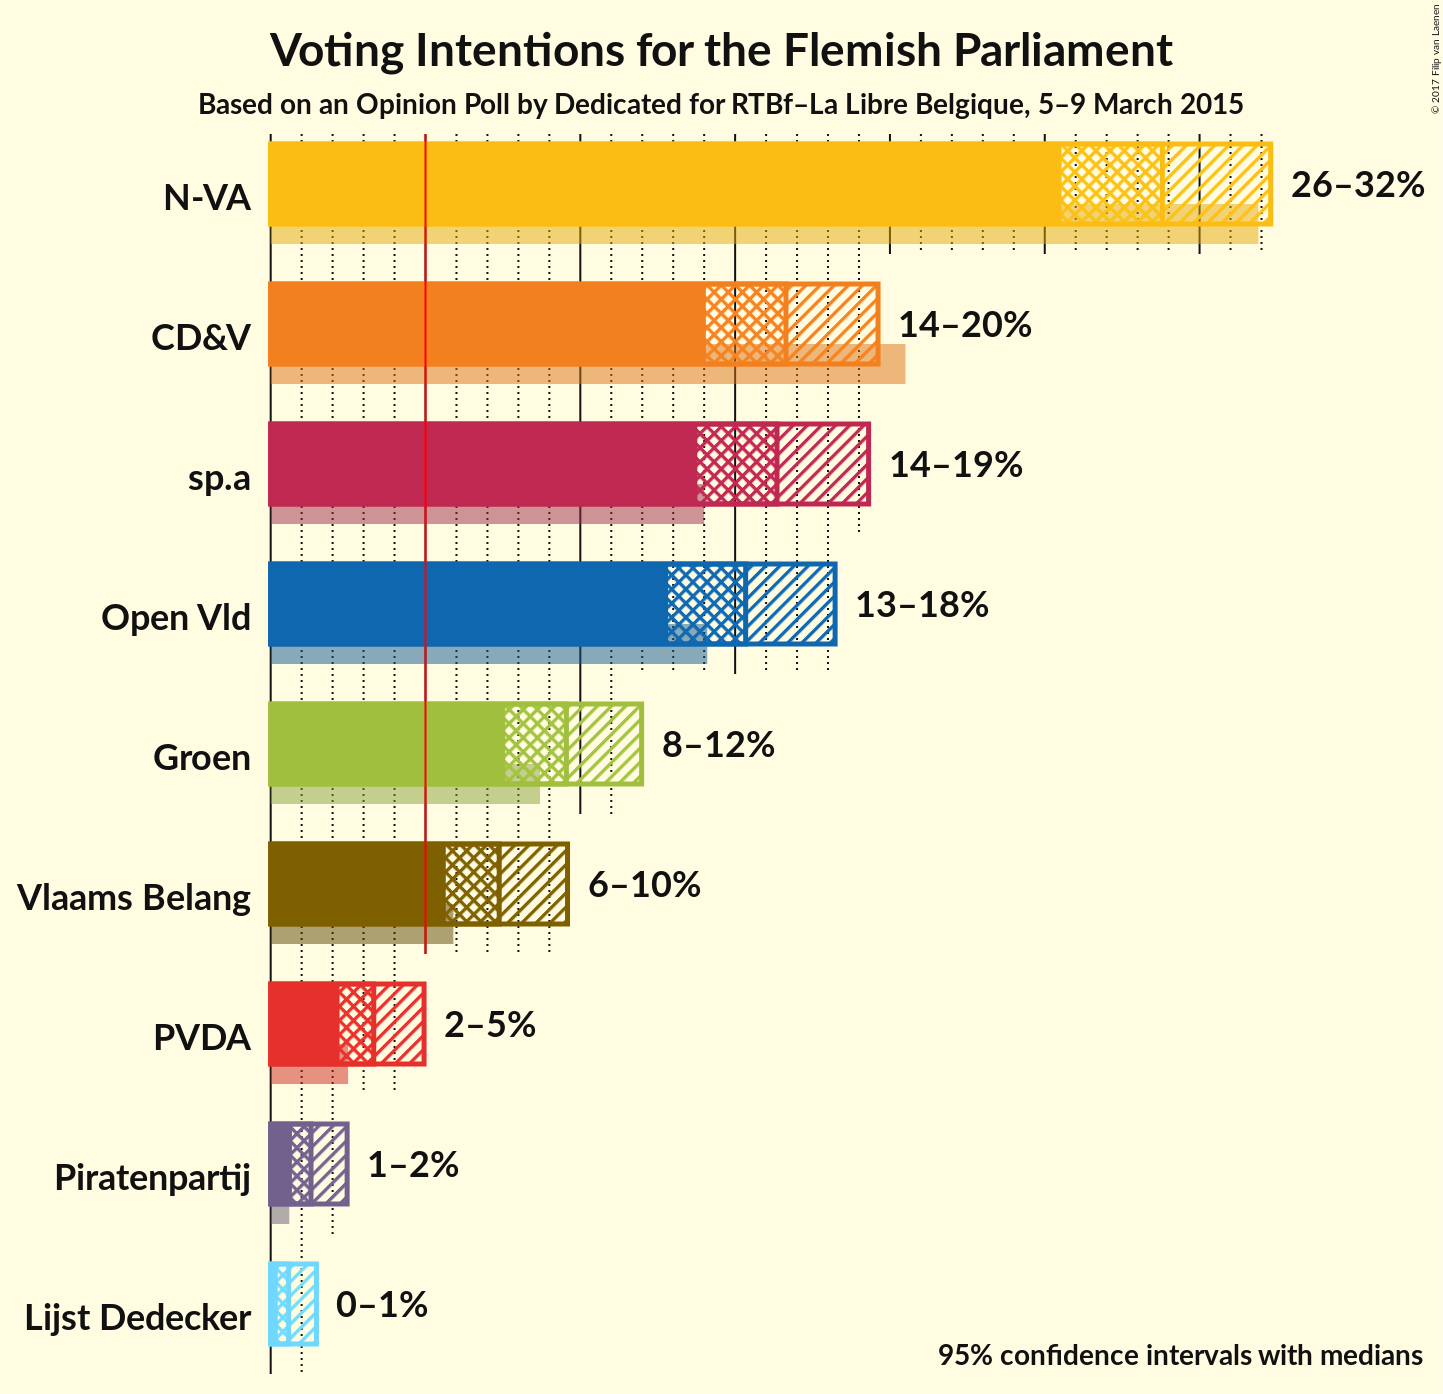 Voting Intentions for the Flemish Parliament
Based on an Opinion Poll by Dedicated for RTBf–La Libre Belgique, 5–9 March 2015
© 2017 Filip van Laenen
N-VA 26–32%
CD&V 14–20%
sp.a 14–19%
Open Vld 13–18%
Groen 8–12%
Vlaams Belang 6–10%
PVDA 2–5%
Piratenpartij 1–2%
Lijst Dedecker 0–1%
95% confidence intervals with medians